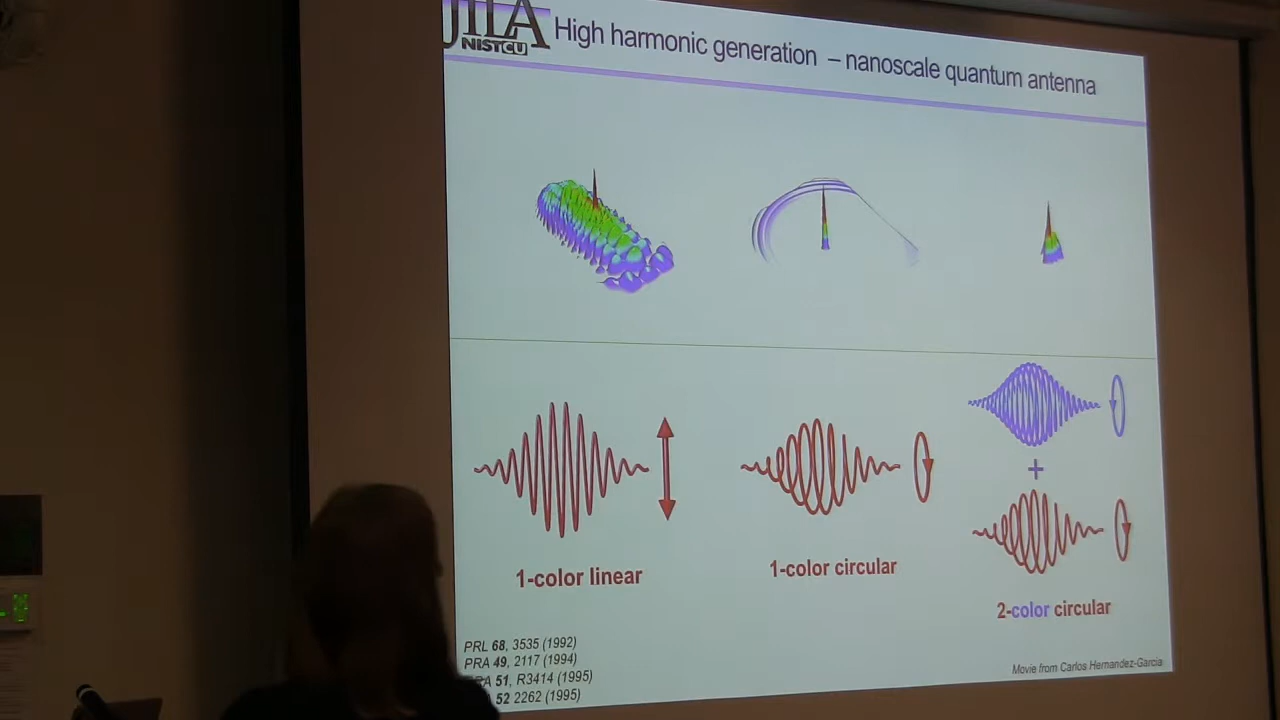 JILA
NIST CU
High harmonic generation – nanoscale quantum antenna
+
1-color linear
1-color circular
2-color circular
PRL 68, 3535 (1992)
PRA 49, 2117 (1994)
51, R3414 (1995)
52 2262 (1995)
Movie from Carlos Hernandez-Garcia